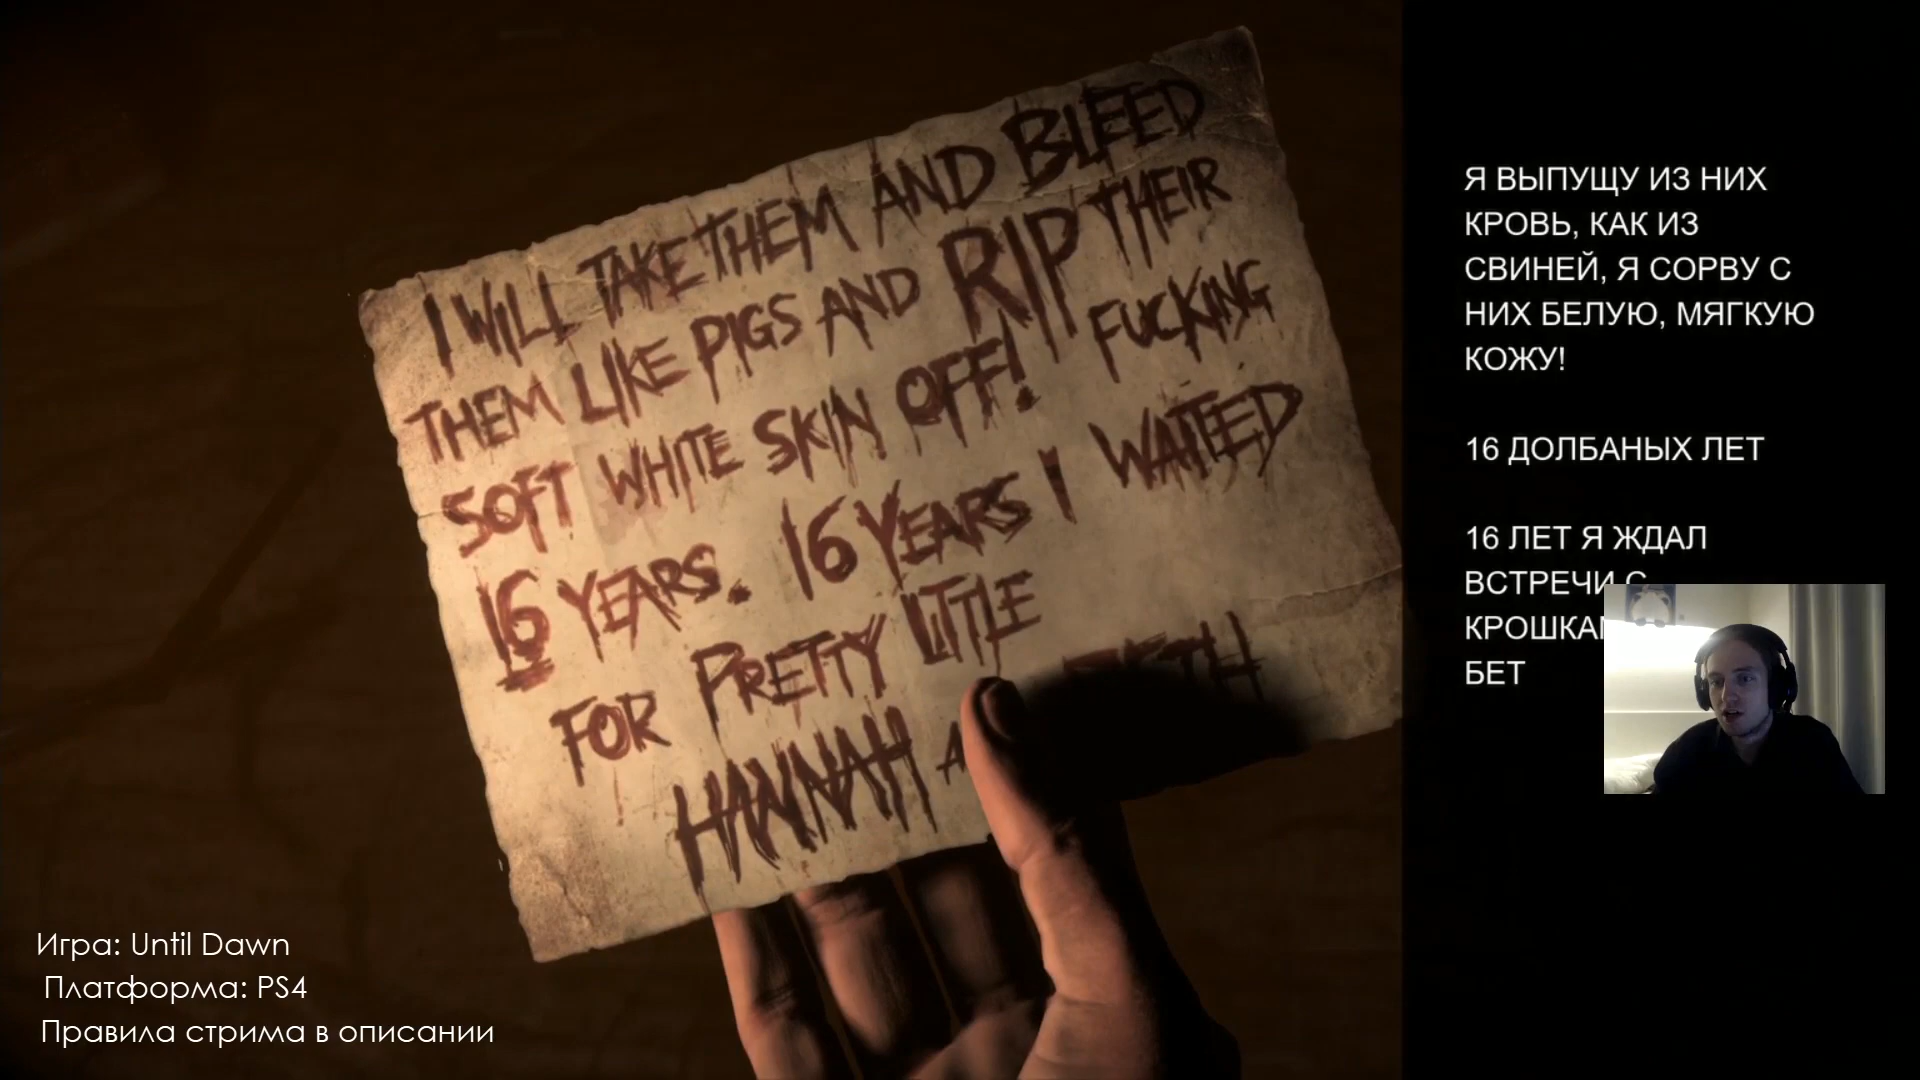 I WILL TAKE THEM AND BLEED
THEM LIKE PIGS AND RIP THEIR
SOFT WHITE SKIN OFF! FUCKING
16 YEARS. 16 YEARS I WAITED
FOR PRETTY LITTLE
HANNAH BETH
Я ВЫПУЩУ ИЗ НИХ
КРОВЬ, КАК ИЗ
СВИНЕЙ, Я СОРВУ С
НИХ БЕЛУЮ, МЯГКУЮ
КОЖУ!
16 ДОЛБАНЫХ ЛЕТ
16 ЛЕТ Я ЖДАЛ
ВСТРЕЧИ С
БЕТ
Игра: Until Dawn
Платформа: PS4
Правила стрима в описании